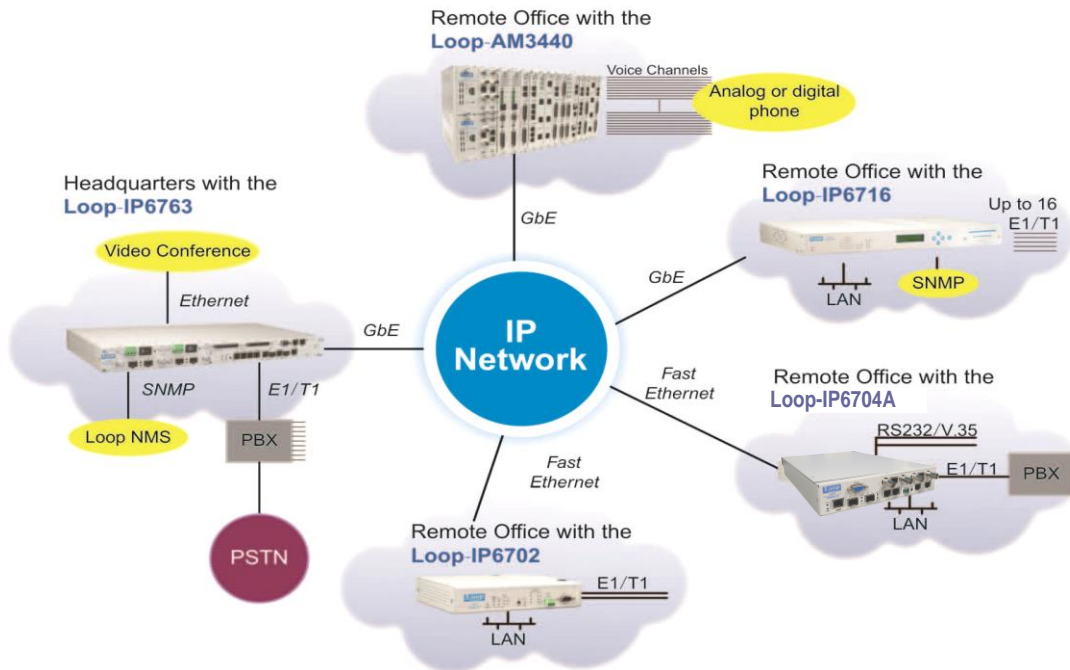 Remote Office with the
Loop-AM3440
Voice Channels
Analog or digital
phone
Headquarters with the
Loop-IP6763
Video Conference
Ethernet
SNMP
E1/T1
Loop NMS
PBX
PSTN
GbE
GbE
IP
Network
Remote Office with the
Loop-IP6716
Up to 16
E1/T1
GbE
LAN
SNMP
Fast
Ethernet
Remote Office with the
Loop-IP6704A
RS232/V.35
E1/T1
PBX
LAN
Fast
Ethernet
Remote Office with the
Loop-IP6702
E1/T1
LAN